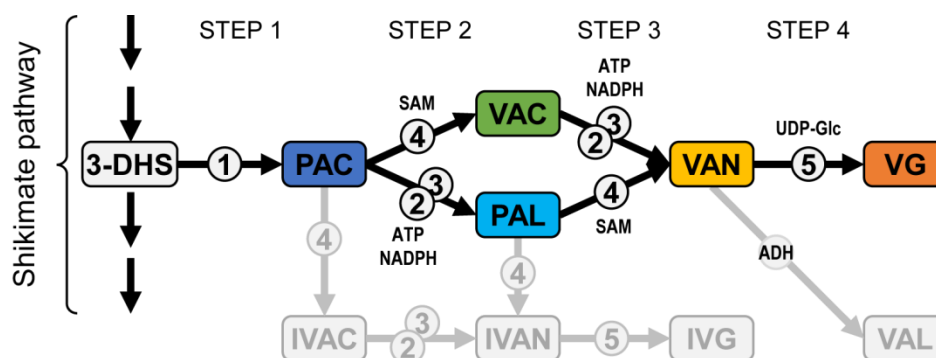 STEP 1 STEP 2 STEP 3 STEP 4
Shikimate pathway
ATP
NADPH
SAM
VAC
4
3
2
UDP-Glc
3-DHS 1 PAC VAN 5 VG
3
2
4
PAL
ATP
NADPH
SAM
4
4
ADH
3
2
IVAC IVAN 5 IVG VAL